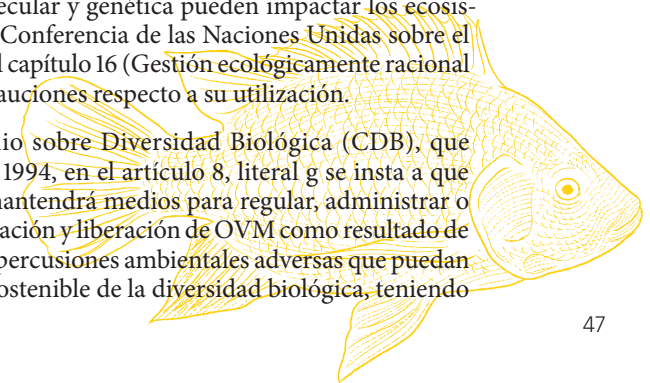 ecular y genética pueden impactar los ecosis-
Conferencia de las Naciones Unidas sobre el
l capítulo 16 (Gestión ecológicamente racional
auciones respecto a su utilización.
io sobre Diversidad Biológica (CDB), que
1994, en el artículo 8, literal g se insta a que
mantendrá medios para regular, administrar o
ación y liberación de OVM como resultado de
percusiones ambientales adversas que puedan
ostenible de la diversidad biológica, teniendo
47